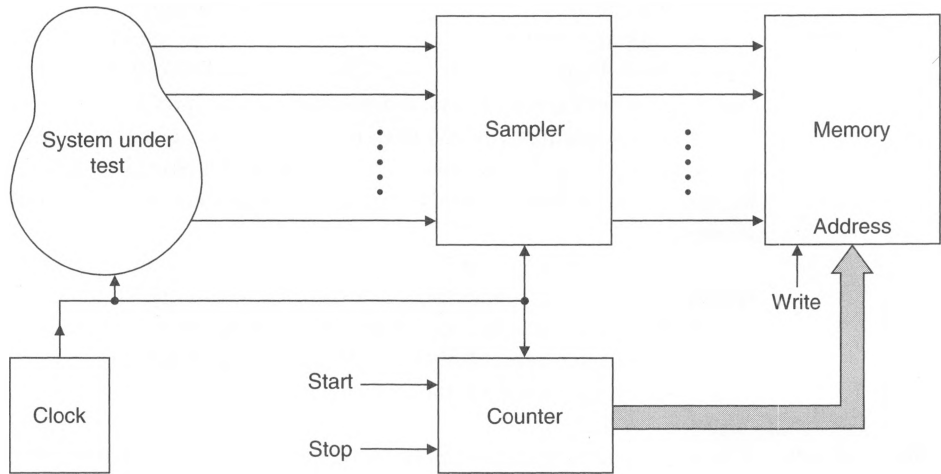 System under
test
Sampler
Memory
Address
Write
Clock
Start
Stop
Counter